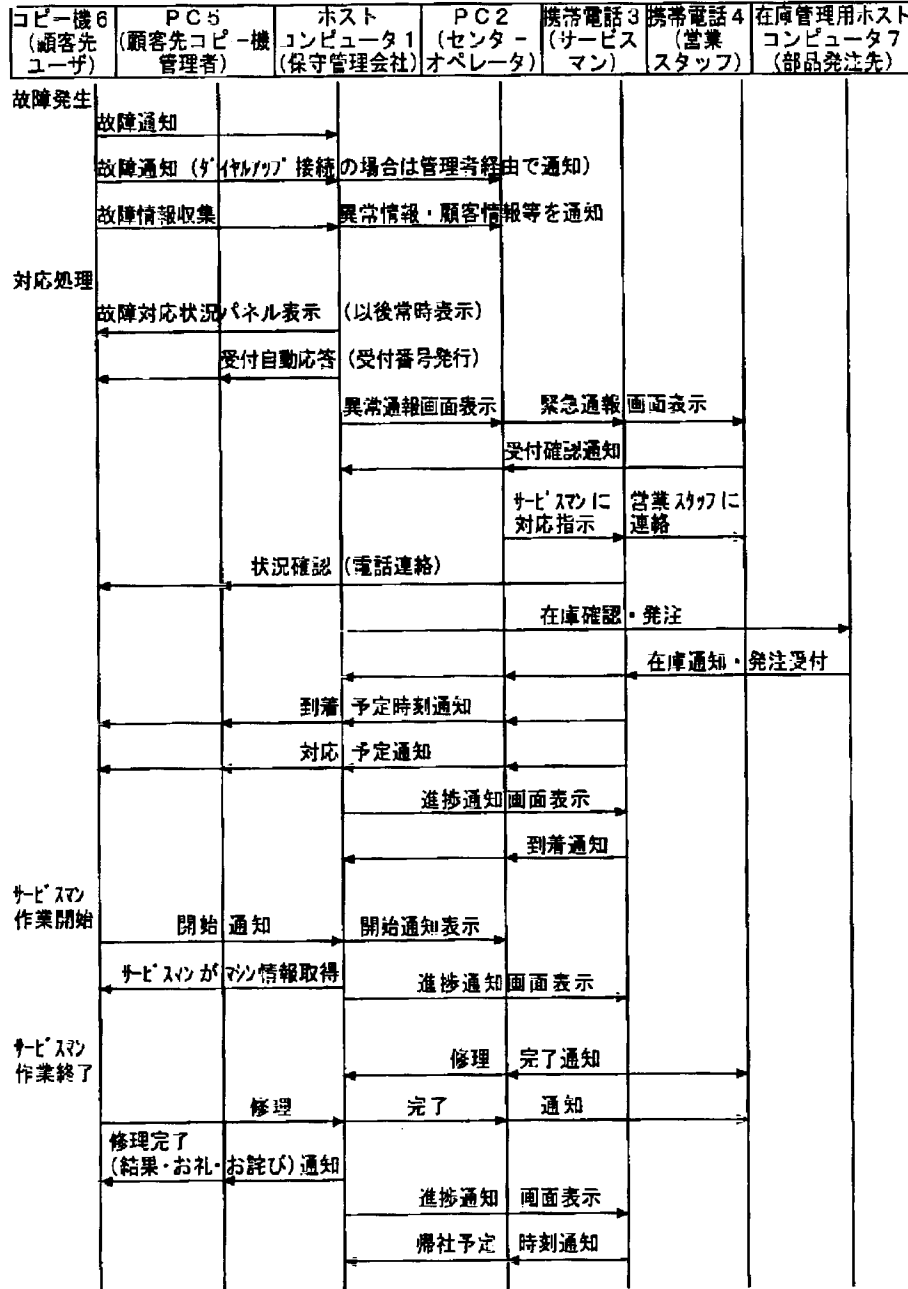 コピー機6
(顧客先
ユーザ)
PC5
(顧客先コピー機
管理者)
ホスト
コンピュータ1
(保守管理会社)
PC2
(センター
オペレータ)
携帯電話3
(サービス
マン)
携帯電話4
(営業
スタッフ)
在庫管理用ホスト
コンピュータ7
(部品発注先)
故障発生
故障通知
故障通知(ダイヤルアップ接続の場合は管理者経由で通知)
故障情報収集 異常情報・顧客情報等を通知
対応処理
故障対応状況パネル表示 (以後常時表示)
受付自動応答(受付番号発行)
異常通報画面表示 緊急通報画面表示
受付確認通知
サービスマンに
対応指示
営業スタッフに
連絡
状況確認(電話連絡)
在庫確認・発注
在庫通知・発注受付
到着予定時刻通知
対応予定通知
進捗通知画面表示
到着通知
サービスマン
作業開始
開始通知 開始通知表示
サービスマンがマシン情報取得
進捗通知画面表示
サービスマン
作業終了
修理完了通知
修理 完了 通知
修理完了
(結果・お礼・お詫び)通知
進捗通知画面表示
帰社予定時刻通知